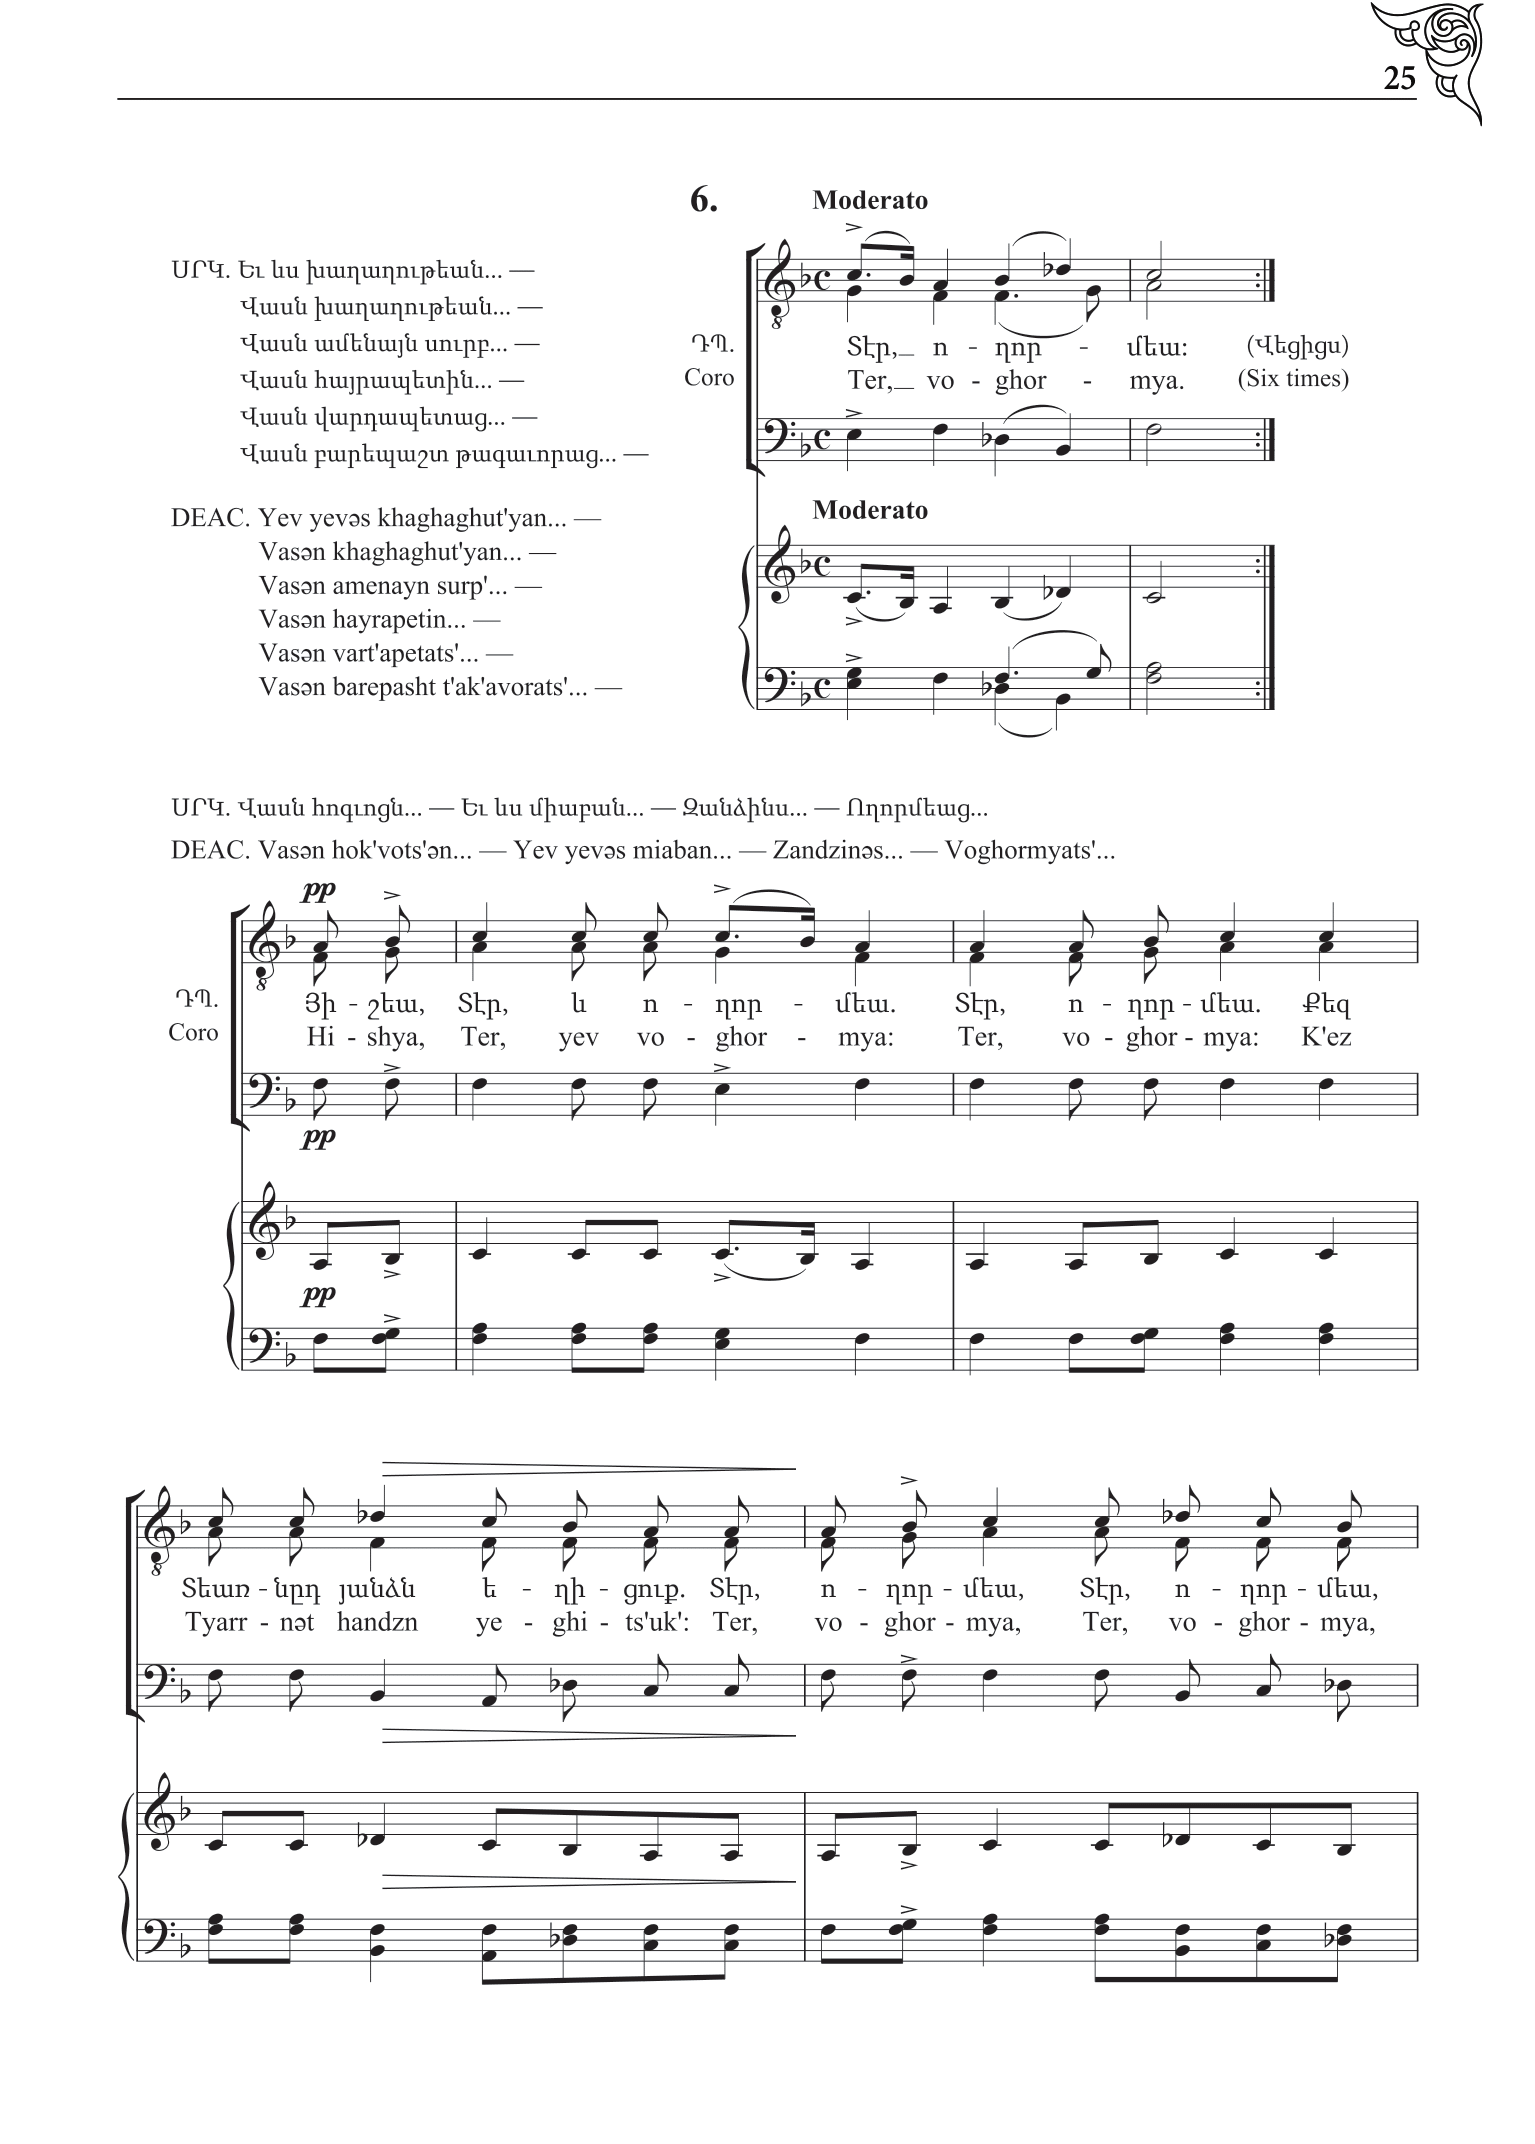 25
6.
Moderato
ՍՐԿ. Եւ ևս խաղաղութեան... —
Վասն խաղաղութեան... —
Վասն ամենայն սուրբ... —
Վասն հայրապետին... —
Վասն վարդապետաց... —
Վասն բարեպաշտ թագաւորաց... —
ԴՊ. Տէր, ո - ղոր - մեա: (Վեցիցս)
Coro Ter, vo - ghor - mya. (Six times)
Moderato
DEAC. Yev yevəs khaghaghut'yan... —
Vasən khaghaghut'yan... —
Vasən amenayn surp'... —
Vasən hayrapetin... —
Vasən vart'apetats'... —
Vasən barepasht t'ak'avorats'... —
ՍՐԿ. Վասն հոգւոցն... — Եւ ևս միաբան... — Զանձինս... — Ողորմեաց...
DEAC. Vasən hok'vots'ən... — Yev yevəs miaban... — Zandzinəs... — Voghormyats'...
pp
ԴՊ. Յի - շեա, Տէր, և ո - ղոր - մեա. Տէր, ո - ղոր - մեա. Քեզ
Coro Hi - shya, Ter, yev vo - ghor - mya: Ter, vo - ghor - mya: K'ez
pp
pp
Տեառ - նըդ յանձն ե - ղի - ցուք. Տէր, ո - ղոր - մեա, Տէր, ո - ղոր - մեա,
Tyarr - nət handzn ye - ghi - ts'uk': Ter, vo - ghor - mya, Ter, vo - ghor - mya,